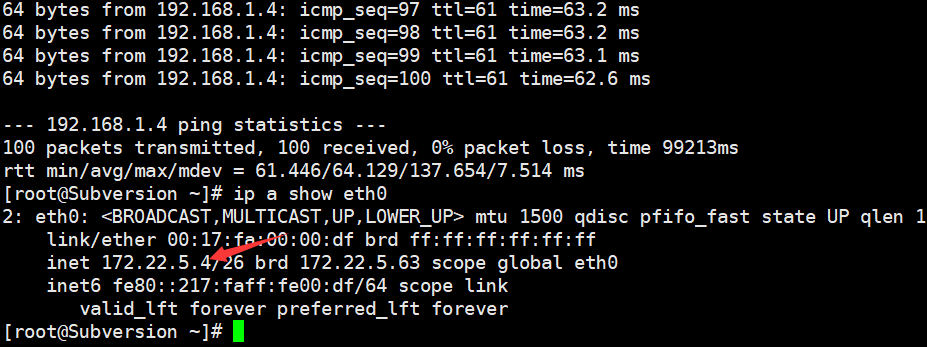 64 bytes from 192.168.1.4: icmp_seq=97 ttl=61 time=63.2 ms
64 bytes from 192.168.1.4: icmp_seq=98 ttl=61 time=63.2 ms
64 bytes from 192.168.1.4: icmp_seq=99 ttl=61 time=63.1 ms
64 bytes from 192.168.1.4: icmp_seq=100 ttl=61 time=62.6 ms
--- 192.168.1.4 ping statistics ---
100 packets transmitted, 100 received, 0% packet loss, time 99213ms
rtt min/avg/max/mdev = 61.446/64.129/137.654/7.514 ms
[root@Subversion ~]# ip a show eth0
2: eth0: <BROADCAST,MULTICAST,UP,LOWER_UP> mtu 1500 qdisc pfifo_fast state UP qlen 1
link/ether 00:17:fa:00:00:df brd ff:ff:ff:ff:ff:ff
inet 172.22.5.4/26 brd 172.22.5.63 scope global eth0
inet6 fe80::217:faff:fe00:df/64 scope link
valid_lft forever preferred_lft forever
[root@Subversion ~]#